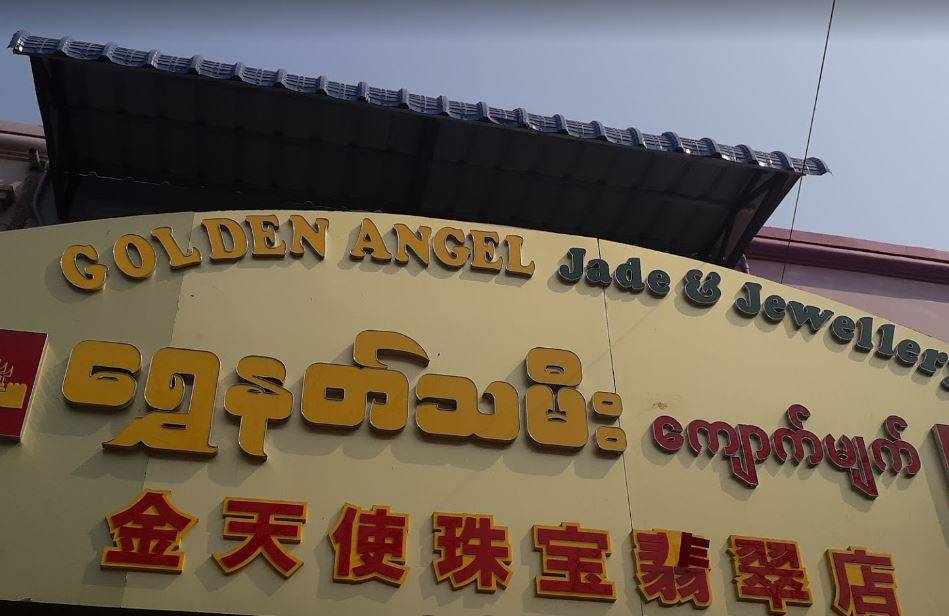 GOLDEN ANGEL Jade & Jewellers
ရွှေနတ်သမီး ကျောက်မျက်
金天使珠宝翡翠店